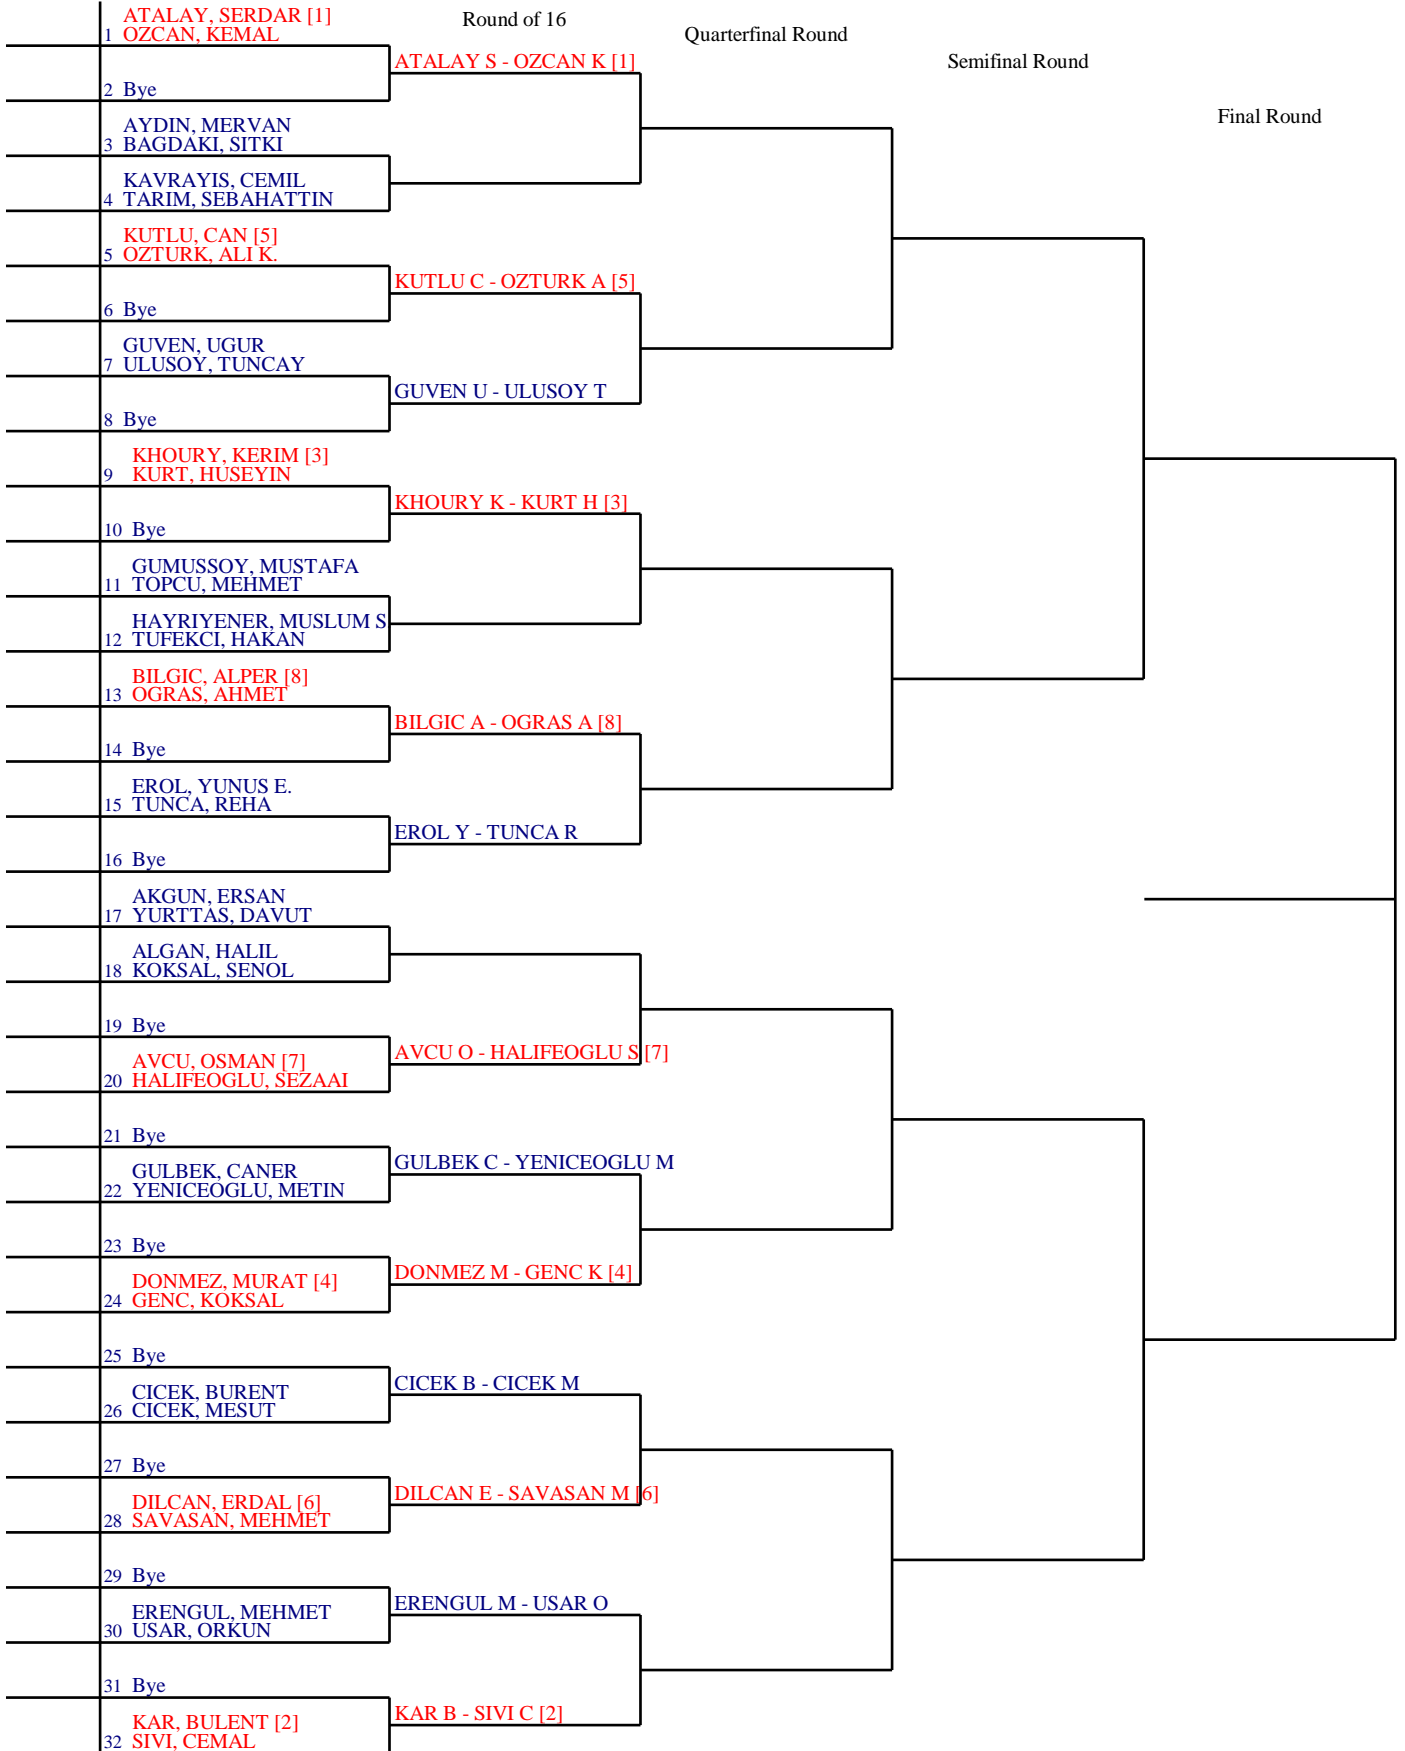 Round of 16
Quarterfinal Round
Semifinal Round
Final Round
ATALAY, SERDAR [1]
1 OZCAN, KEMAL
ATALAY S - OZCAN K [1]
2 Bye
AYDIN, MERVAN
3 BAGDAKI, SITKI
KAVRAYIS, CEMIL
4 TARIM, SEBAHATTIN
KUTLU, CAN [5]
5 OZTURK, ALI K.
KUTLU C - OZTURK A [5]
6 Bye
GUVEN, UGUR
7 ULUSOY, TUNCAY
GUVEN U - ULUSOY T
8 Bye
KHOURY, KERIM [3]
9 KURT, HUSEYIN
KHOURY K - KURT H [3]
10 Bye
GUMUSSOY, MUSTAFA
11 TOPCU, MEHMET
HAYRIYENER, MUSLUM S
12 TUFEKCI, HAKAN
BILGIC, ALPER [8]
13 OGRAS, AHMET
BILGIC A - OGRAS A [8]
14 Bye
EROL, YUNUS E.
15 TUNCA, REHA
EROL Y - TUNCA R
16 Bye
AKGUN, ERSAN
17 YURTTAS, DAVUT
ALGAN, HALIL
18 KOKSAL, SENOL
19 Bye
AVCU O - HALIFEOGLU S [7]
AVCU, OSMAN [7]
20 HALIFEOGLU, SEZAAI
21 Bye
GULBEK C - YENICEOGLU M
GULBEK, CANER
22 YENICEOGLU, METIN
23 Bye
DONMEZ M - GENC K [4]
DONMEZ, MURAT [4]
24 GENC, KOKSAL
25 Bye
CICEK B - CICEK M
CICEK, BURENT
26 CICEK, MESUT
27 Bye
DILCAN E - SAVASAN M [6]
DILCAN, ERDAL [6]
28 SAVASAN, MEHMET
29 Bye
ERENGUL M - USAR O
ERENGUL, MEHMET
30 USAR, ORKUN
31 Bye
KAR B - SIVI C [2]
KAR, BULENT [2]
32 SIVI, CEMAL